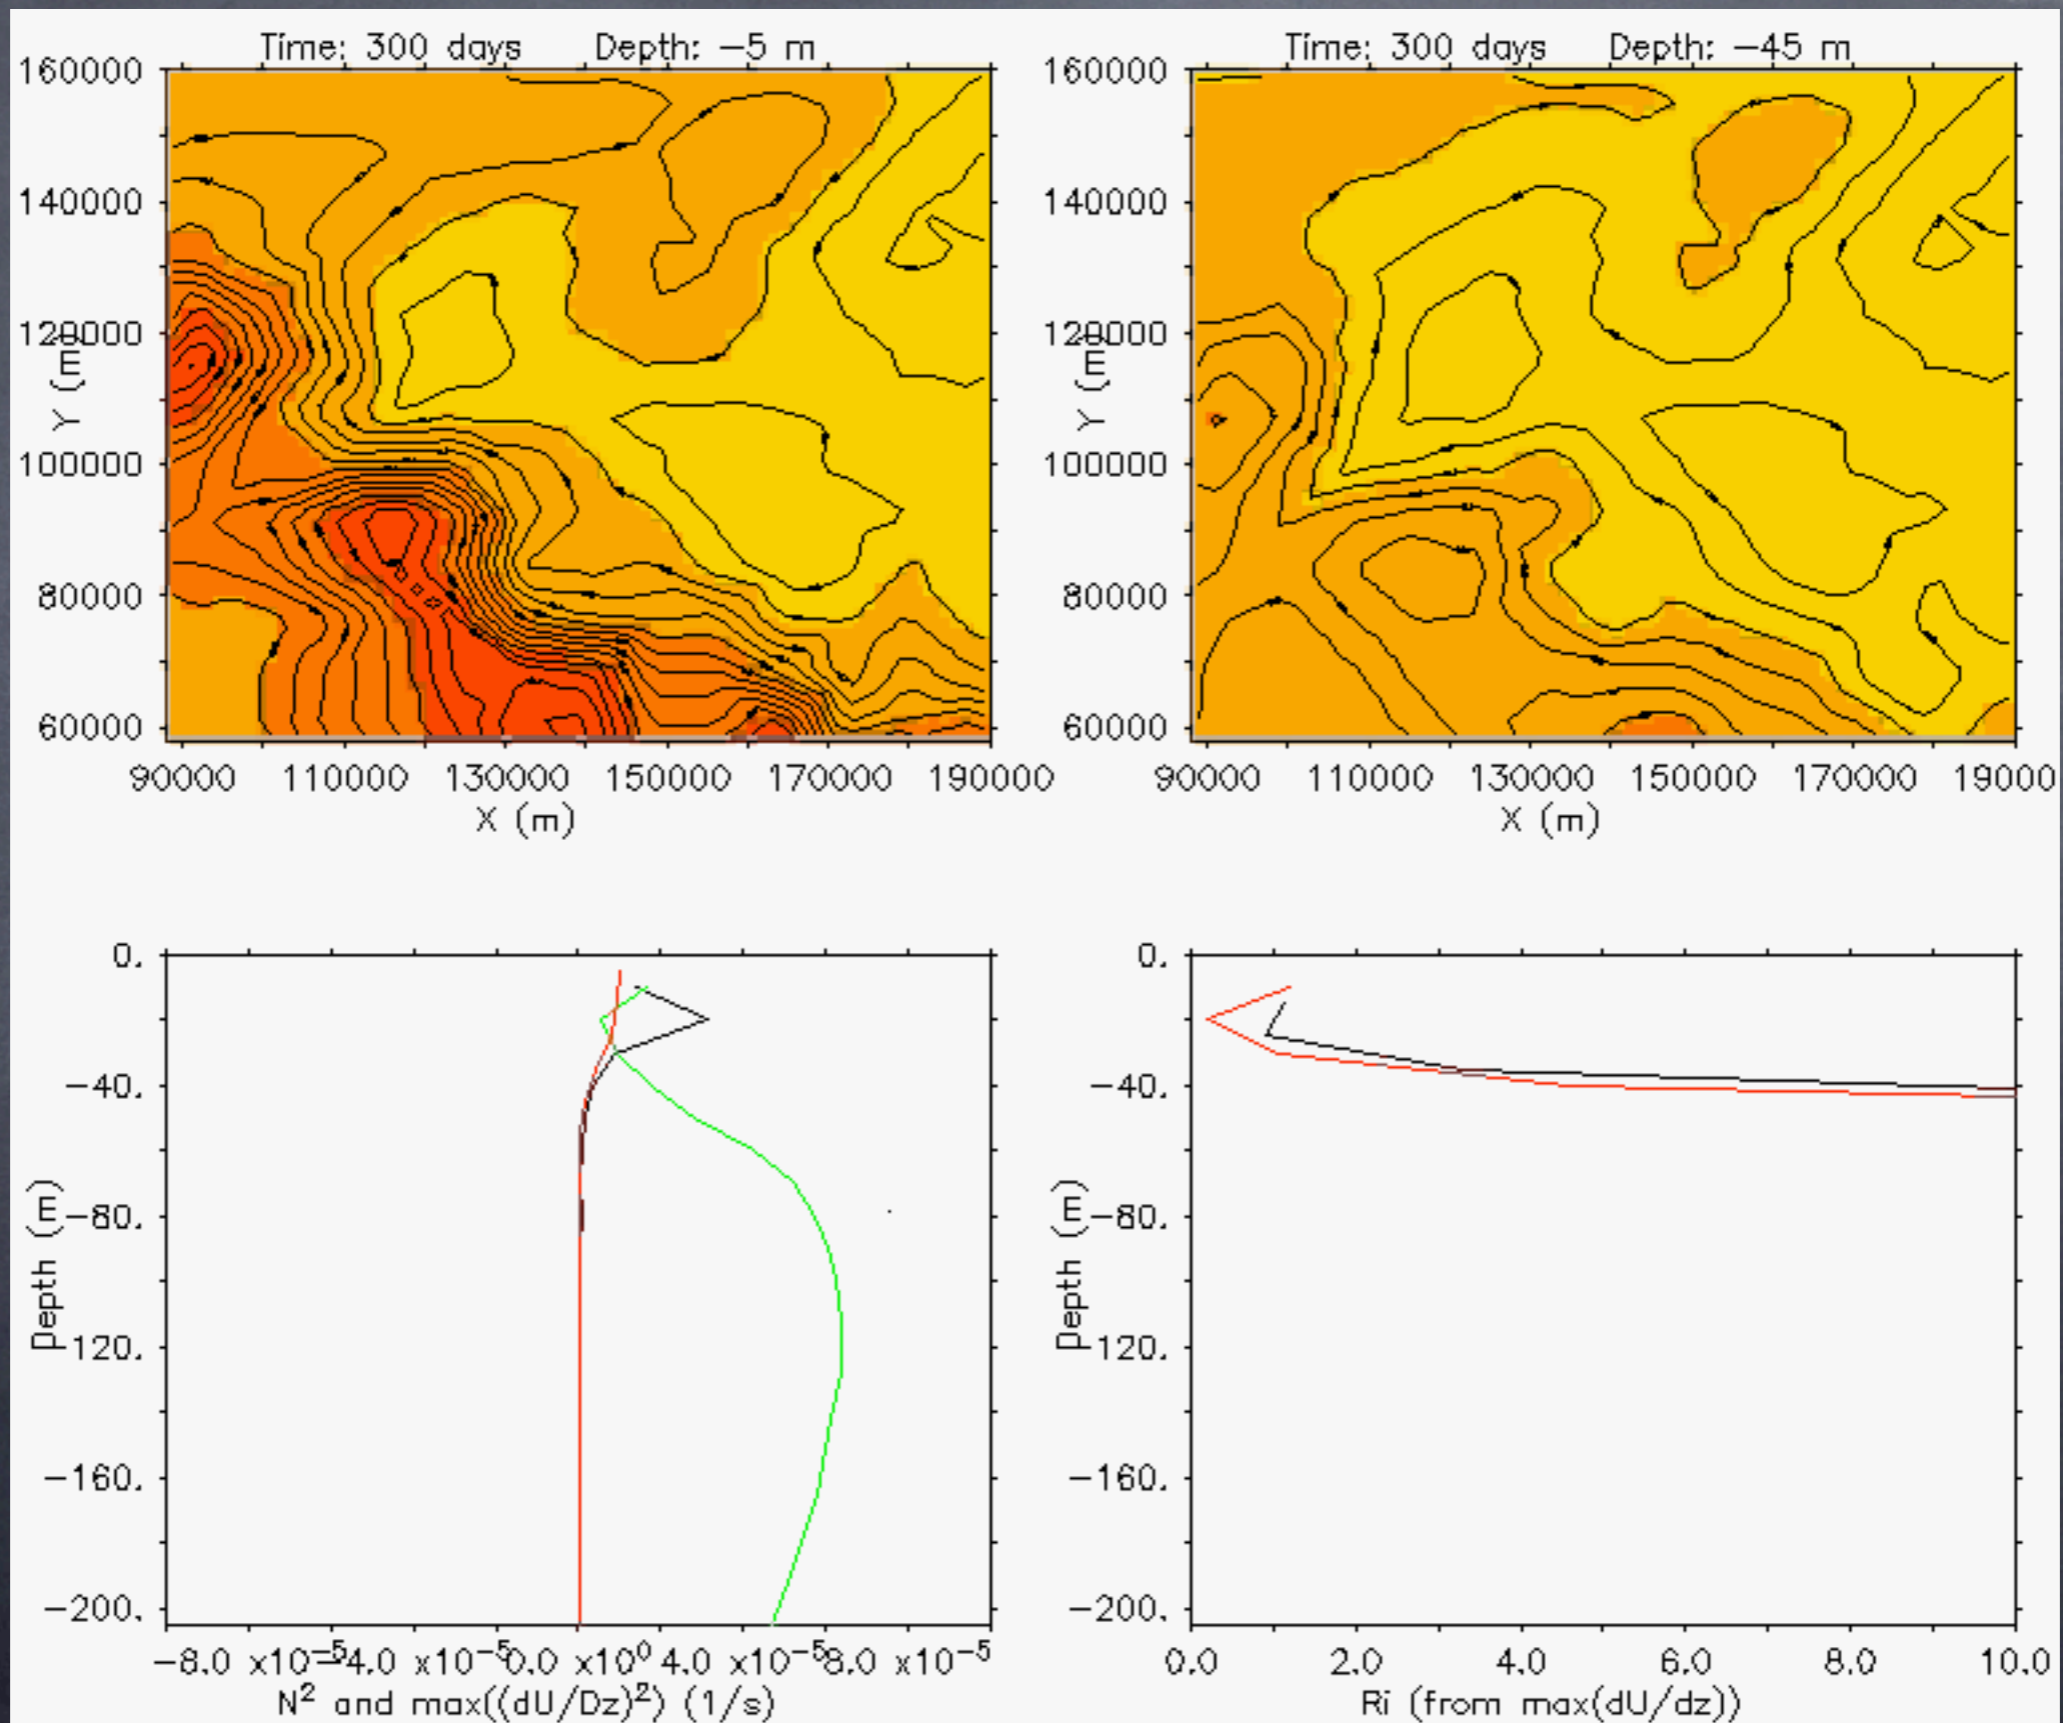 Time: 300 days Depth: −5 m
160000
140000
120000
100000
80000
60000
Y (m)
90000 110000 130000 150000 170000 190000
X (m)
Time: 300 days Depth: −45 m
160000
140000
120000
100000
80000
60000
Y (m)
90000 110000 130000 150000 170000 190000
X (m)
0.
−40.
−80.
−120.
−160.
−200.
Depth (m)
−8.0 x10⁻⁵ −4.0 x10⁻⁵ 0.0 x10⁰ 4.0 x10⁻⁵ 8.0 x10⁻⁵
N² and max((dU/Dz)²) (1/s)
0.
−40.
−80.
−120.
−160.
−200.
Depth (m)
0.0 2.0 4.0 6.0 8.0 10.0
Ri (from max(dU/dz))